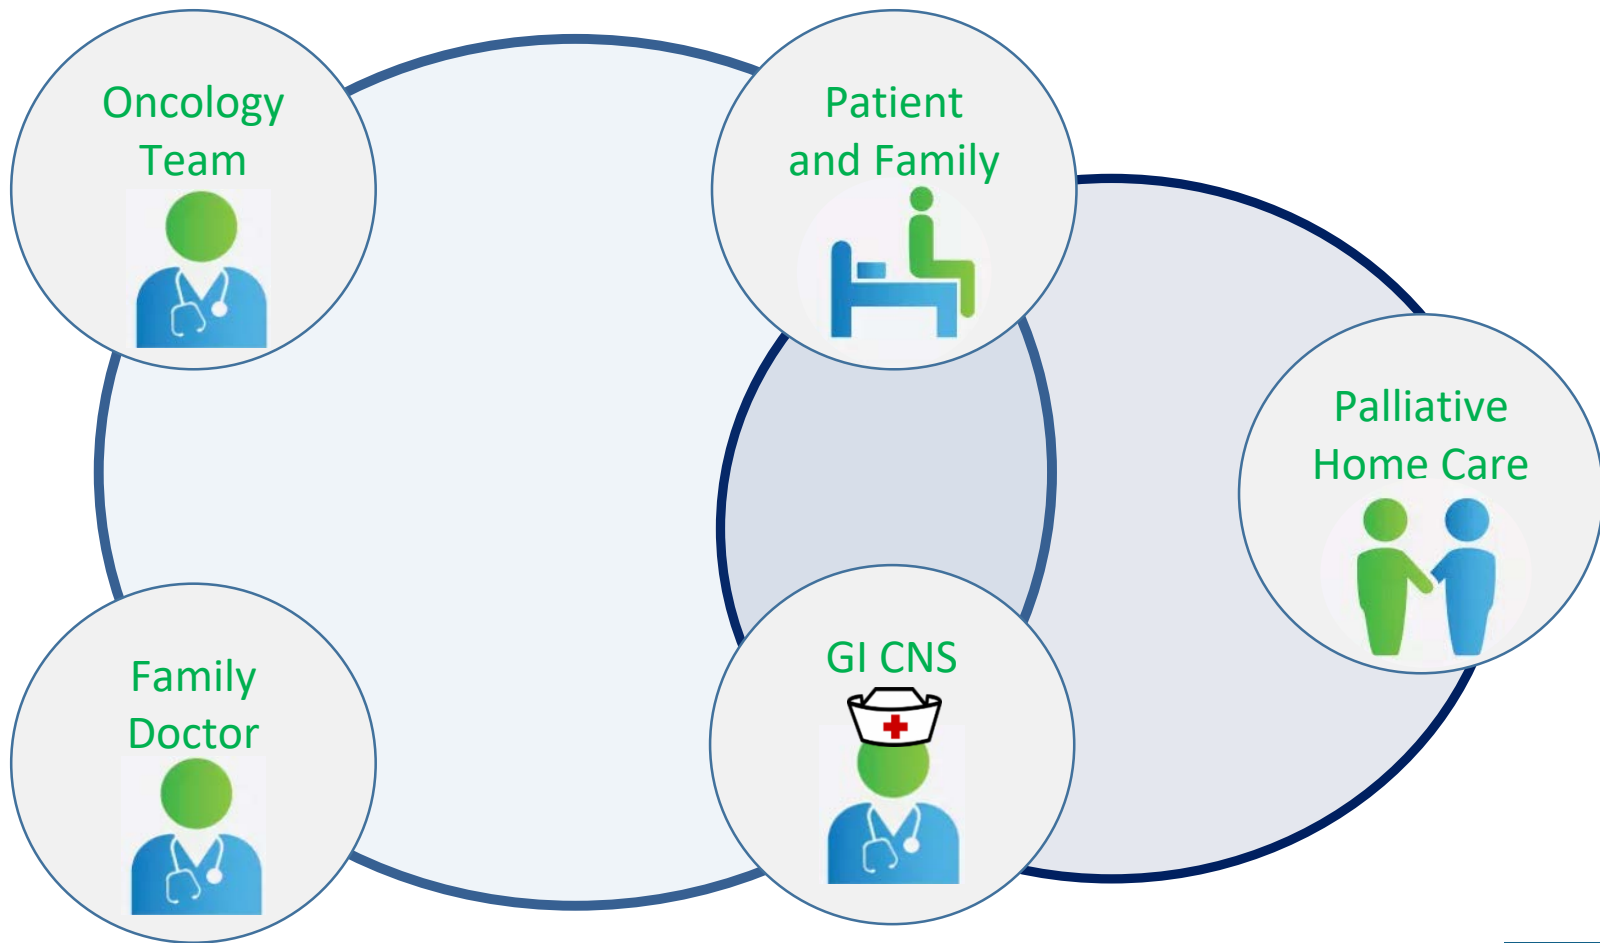 Oncology
Team
Patient
and Family
Palliative
Home Care
Family
Doctor
GI CNS